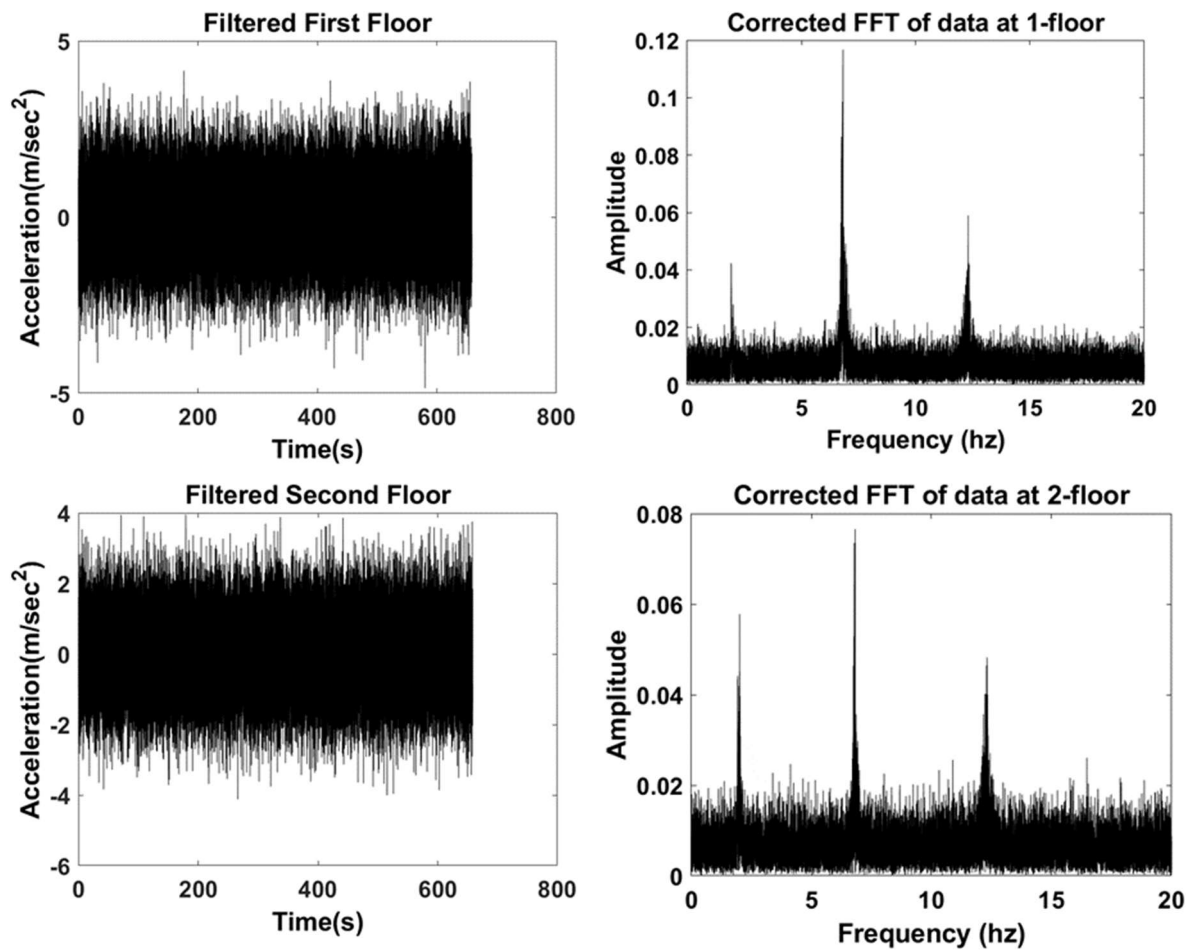 Filtered First Floor
5
0
-5
Acceleration(m/sec²)
0 200 400 600 800
Time(s)
Corrected FFT of data at 1-floor
0.12
0.1
0.08
0.06
0.04
0.02
0
Amplitude
0 5 10 15 20
Frequency (hz)
Filtered Second Floor
4
2
0
-2
-4
-6
Acceleration(m/sec²)
0 200 400 600 800
Time(s)
Corrected FFT of data at 2-floor
0.08
0.06
0.04
0.02
0
Amplitude
0 5 10 15 20
Frequency (hz)